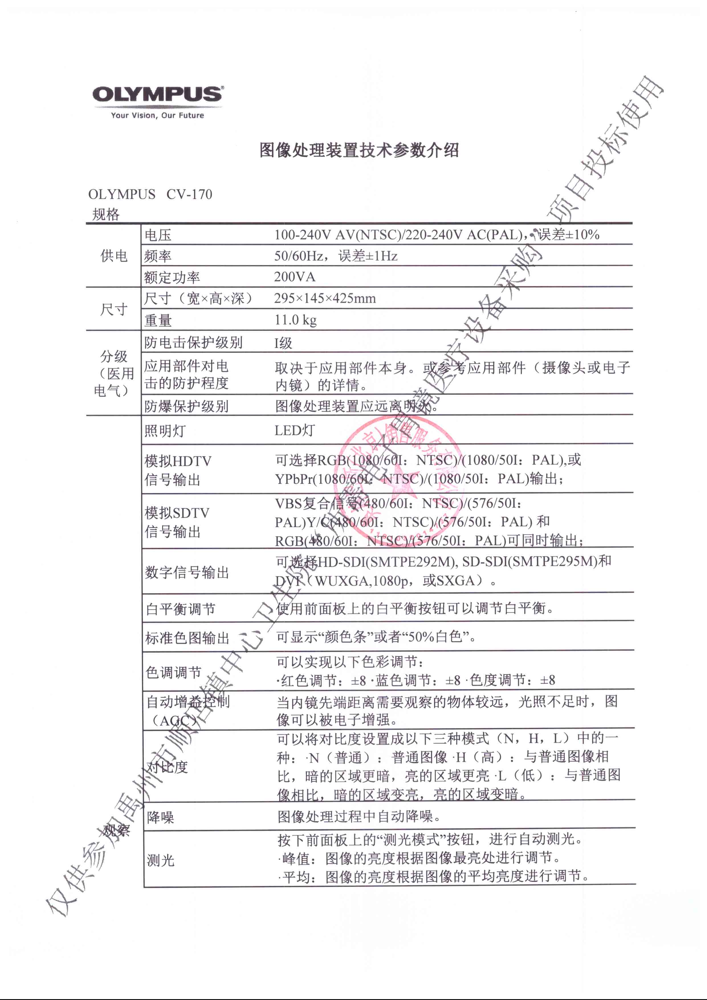 OLYMPUS®
Your Vision, Our Future
图像处理装置技术参数介绍
OLYMPUS CV-170
规格
供电
电压 100-240V AV(NTSC)/220-240V AC(PAL)，误差±10%
频率 50/60Hz，误差±1Hz
额定功率 200VA
尺寸
尺寸（宽×高×深） 295×145×425mm
重量 11.0 kg
分级
（医用
电气）
防电击保护级别 I级
应用部件对电
击的防护程度
取决于应用部件本身。或参考应用部件（摄像头或电子
内镜）的详情。
防爆保护级别 图像处理装置应远离明火。
观察
照明灯 LED灯
模拟HDTV
信号输出
可选择RGB(1080/60I：NTSC)/(1080/50I：PAL),或
YPbPr(1080/60I：NTSC)/(1080/50I：PAL)输出；
模拟SDTV
信号输出
VBS复合信号(480/60I：NTSC)/(576/50I：
PAL)Y/C(480/60I：NTSC)/(576/50I：PAL) 和
RGB(480/60I：NTSC)/(576/50I：PAL)可同时输出；
数字信号输出
可选择HD-SDI(SMTPE292M), SD-SDI(SMTPE295M)和
DVI（WUXGA,1080p，或SXGA）。
白平衡调节 使用前面板上的白平衡按钮可以调节白平衡。
标准色图输出 可显示“颜色条”或者“50%白色”。
色调调节
可以实现以下色彩调节：
·红色调节：±8 ·蓝色调节：±8 ·色度调节：±8
自动增益控制
（AGC）
当内镜先端距离需要观察的物体较远，光照不足时，图
像可以被电子增强。
对比度
可以将对比度设置成以下三种模式（N，H，L）中的一
种：·N（普通）：普通图像 ·H（高）：与普通图像相
比，暗的区域更暗，亮的区域更亮 ·L（低）：与普通图
像相比，暗的区域变亮，亮的区域变暗。
降噪 图像处理过程中自动降噪。
测光
按下前面板上的“测光模式”按钮，进行自动测光。
·峰值：图像的亮度根据图像最亮处进行调节。
·平均：图像的亮度根据图像的平均亮度进行调节。
仅供参加禹州市顺店镇中心卫生院“所需电子胃镜医疗设备采购”项目投标使用
(北京)销售服务有限公司